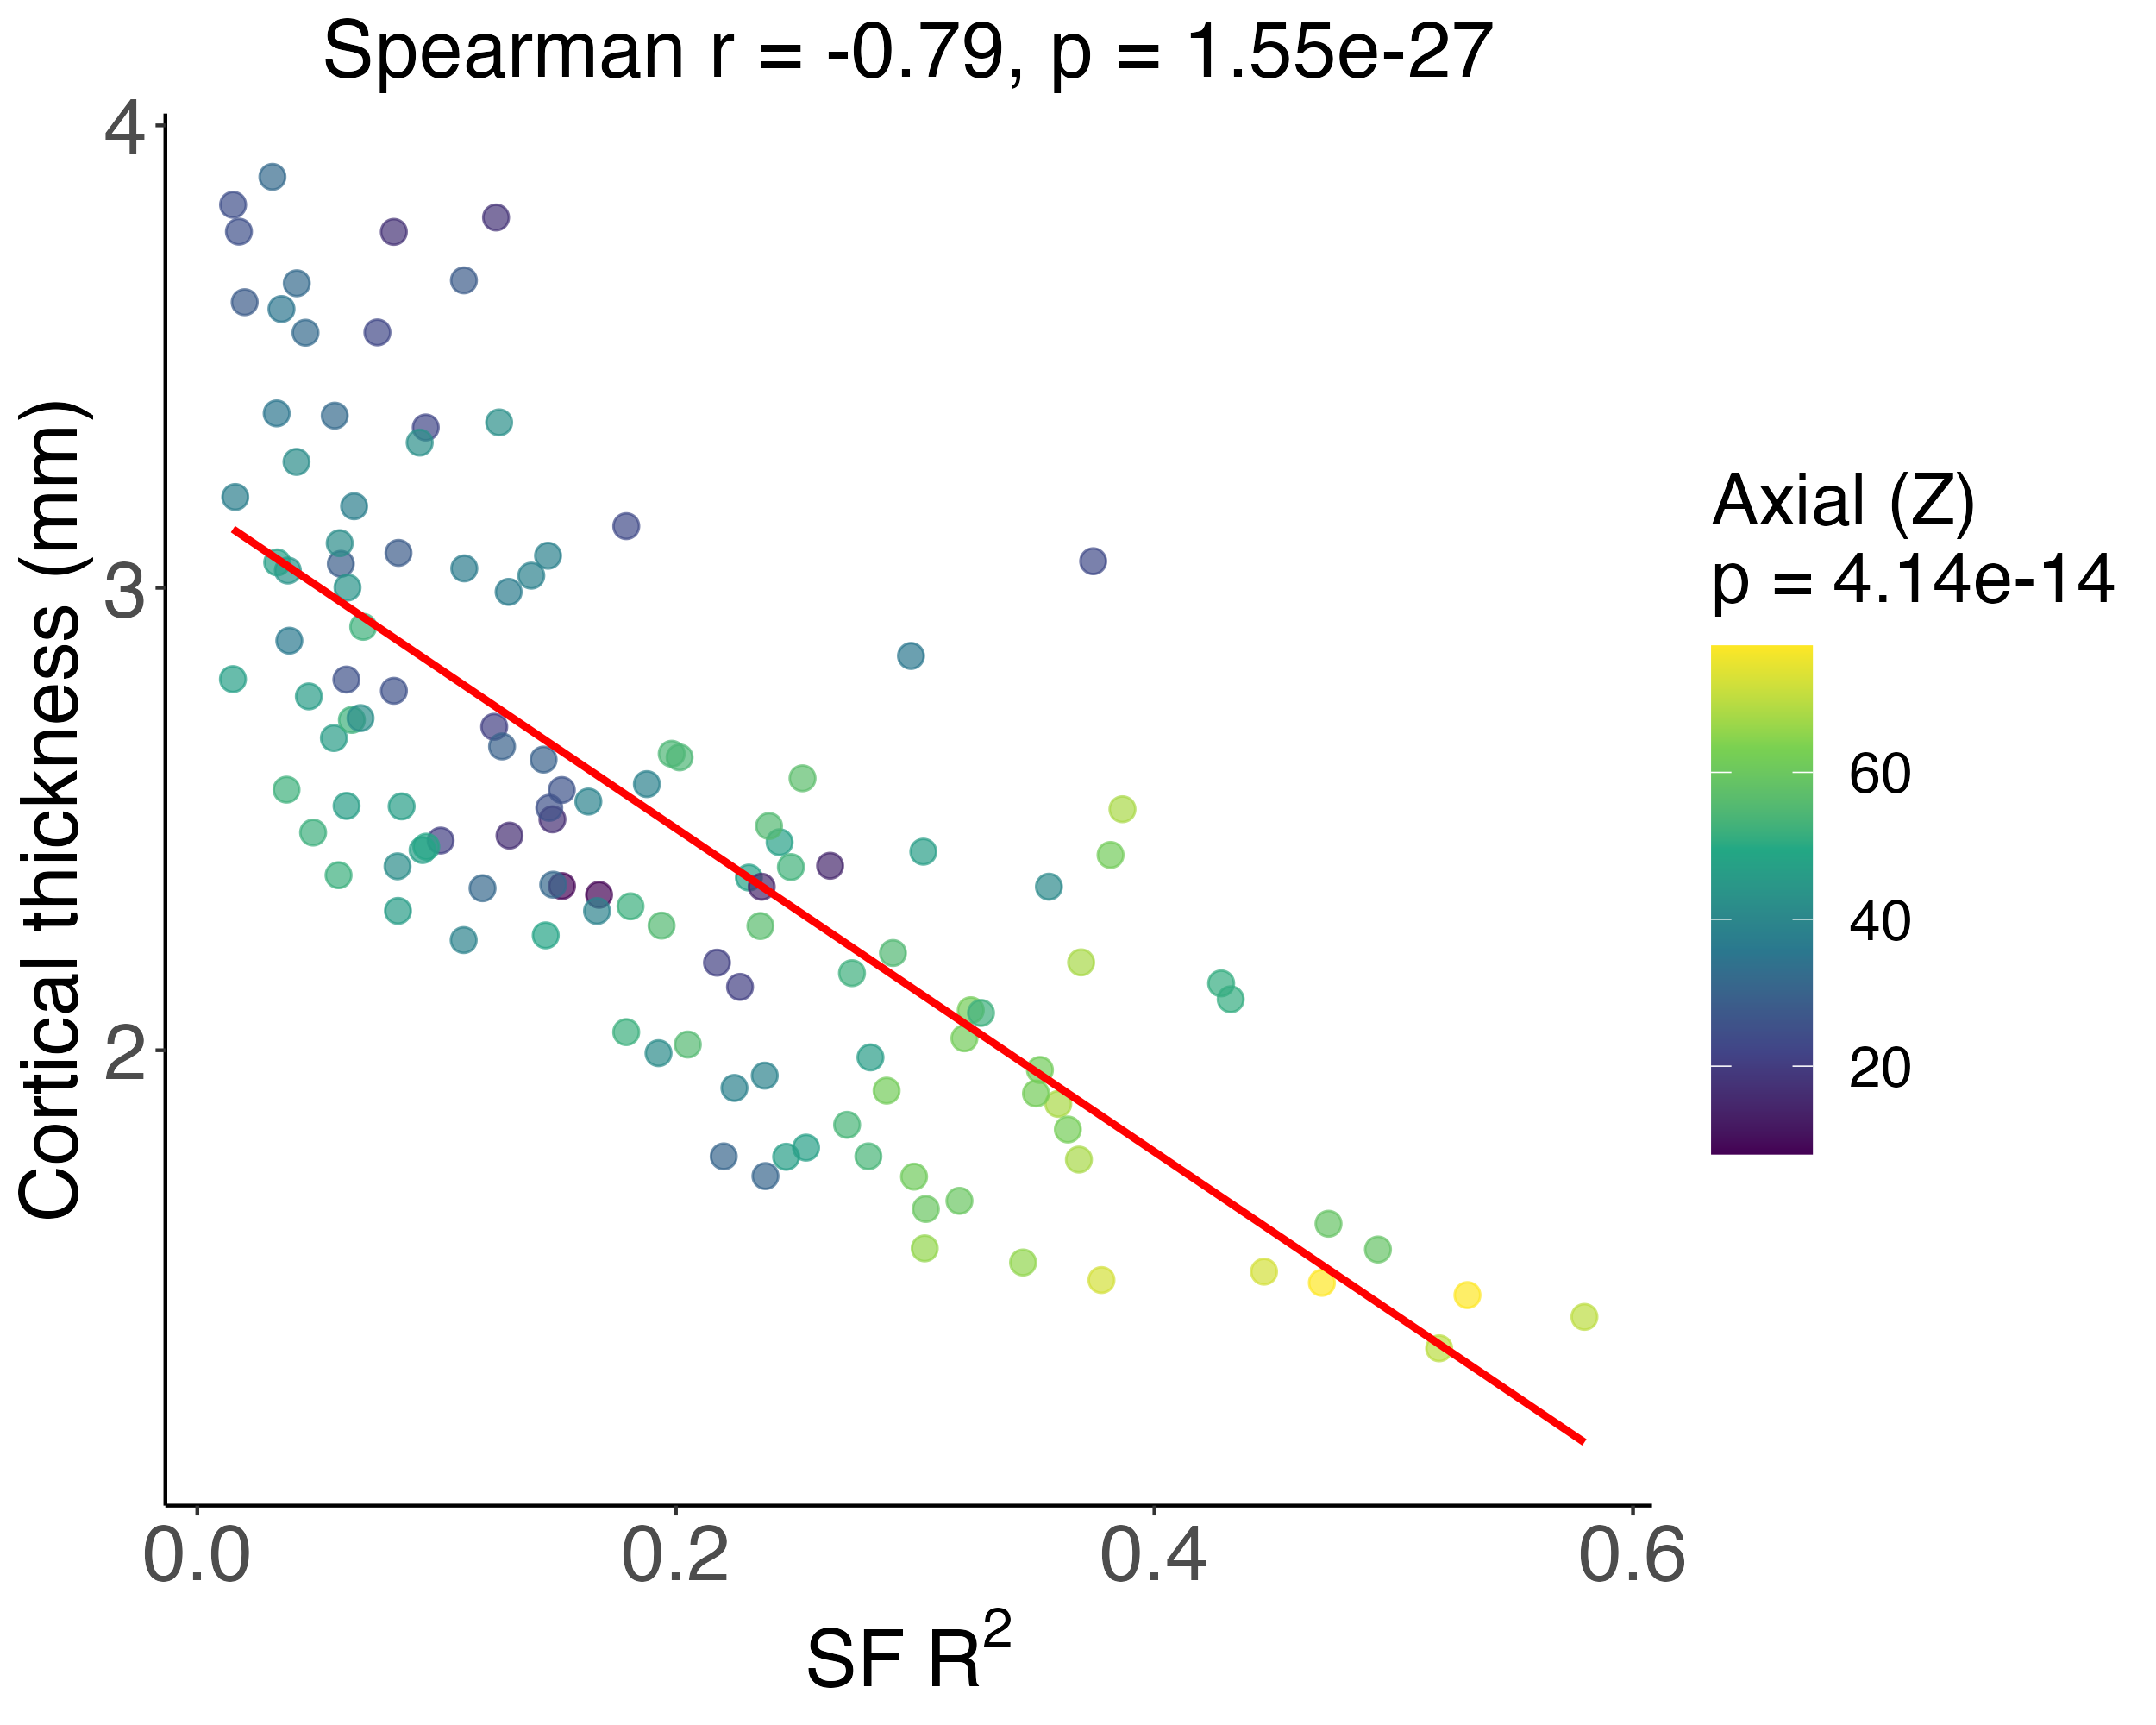 Spearman r = -0.79, p = 1.55e-27
4
3
2
Cortical thickness (mm)
0.0 0.2 0.4 0.6
SF R²
Axial (Z)
p = 4.14e-14
60
40
20